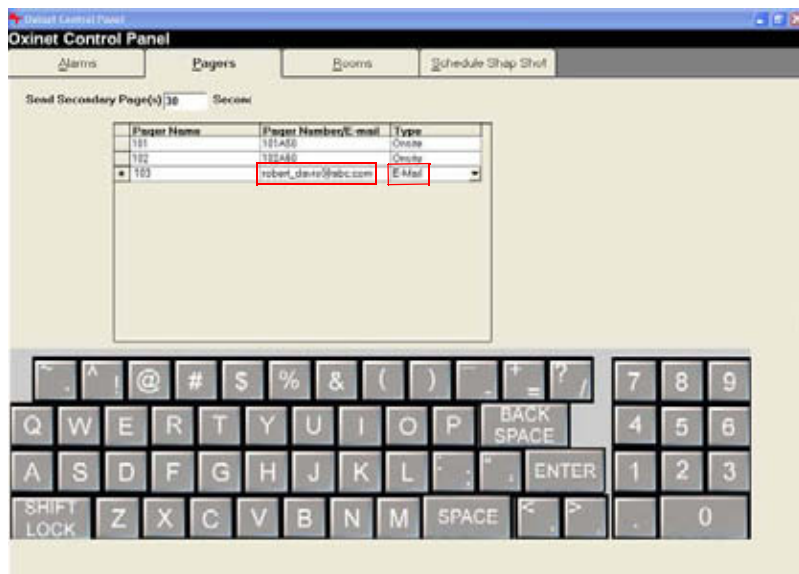 Oxinet Control Panel
Oxinet Control Panel
Alarms Pagers Rooms Schedule Shap Shot
Send Secondary Page(s) 30 Secon
Pager Name Pager Number/E-mail Type
101 101A60 Onsite
102 102A60 Onsite
103 robert_davis@abc.com E-Mail
~ ^ ! @ # $ % & ( ) _ - + = ? / 7 8 9
Q W E R T Y U I O P BACK SPACE 4 5 6
A S D F G H J K L : ; " ENTER 1 2 3
SHIFT LOCK Z X C V B N M SPACE < , > . . 0